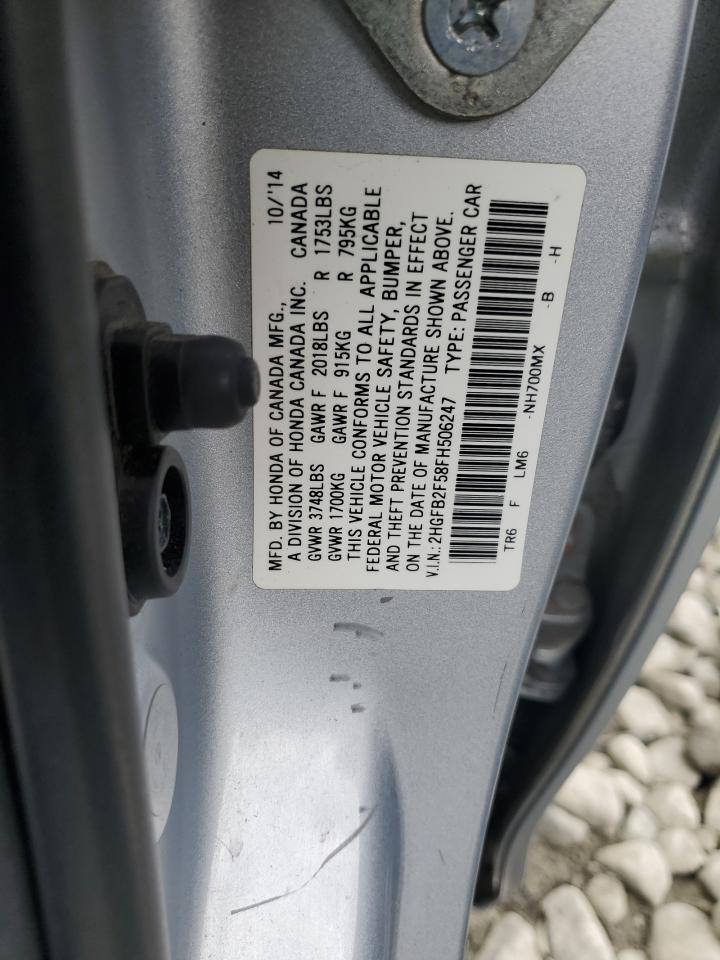 MFD. BY HONDA OF CANADA MFG., 10/'14
A DIVISION OF HONDA CANADA INC. CANADA
GVWR 3748LBS GAWR F 2018LBS R 1753LBS
GVWR 1700KG GAWR F 915KG R 795KG
THIS VEHICLE CONFORMS TO ALL APPLICABLE
FEDERAL MOTOR VEHICLE SAFETY, BUMPER,
AND THEFT PREVENTION STANDARDS IN EFFECT
ON THE DATE OF MANUFACTURE SHOWN ABOVE.
V.I.N.: 2HGFB2F58FH506247 TYPE: PASSENGER CAR
TR6 F LM6 -NH700MX -B -H